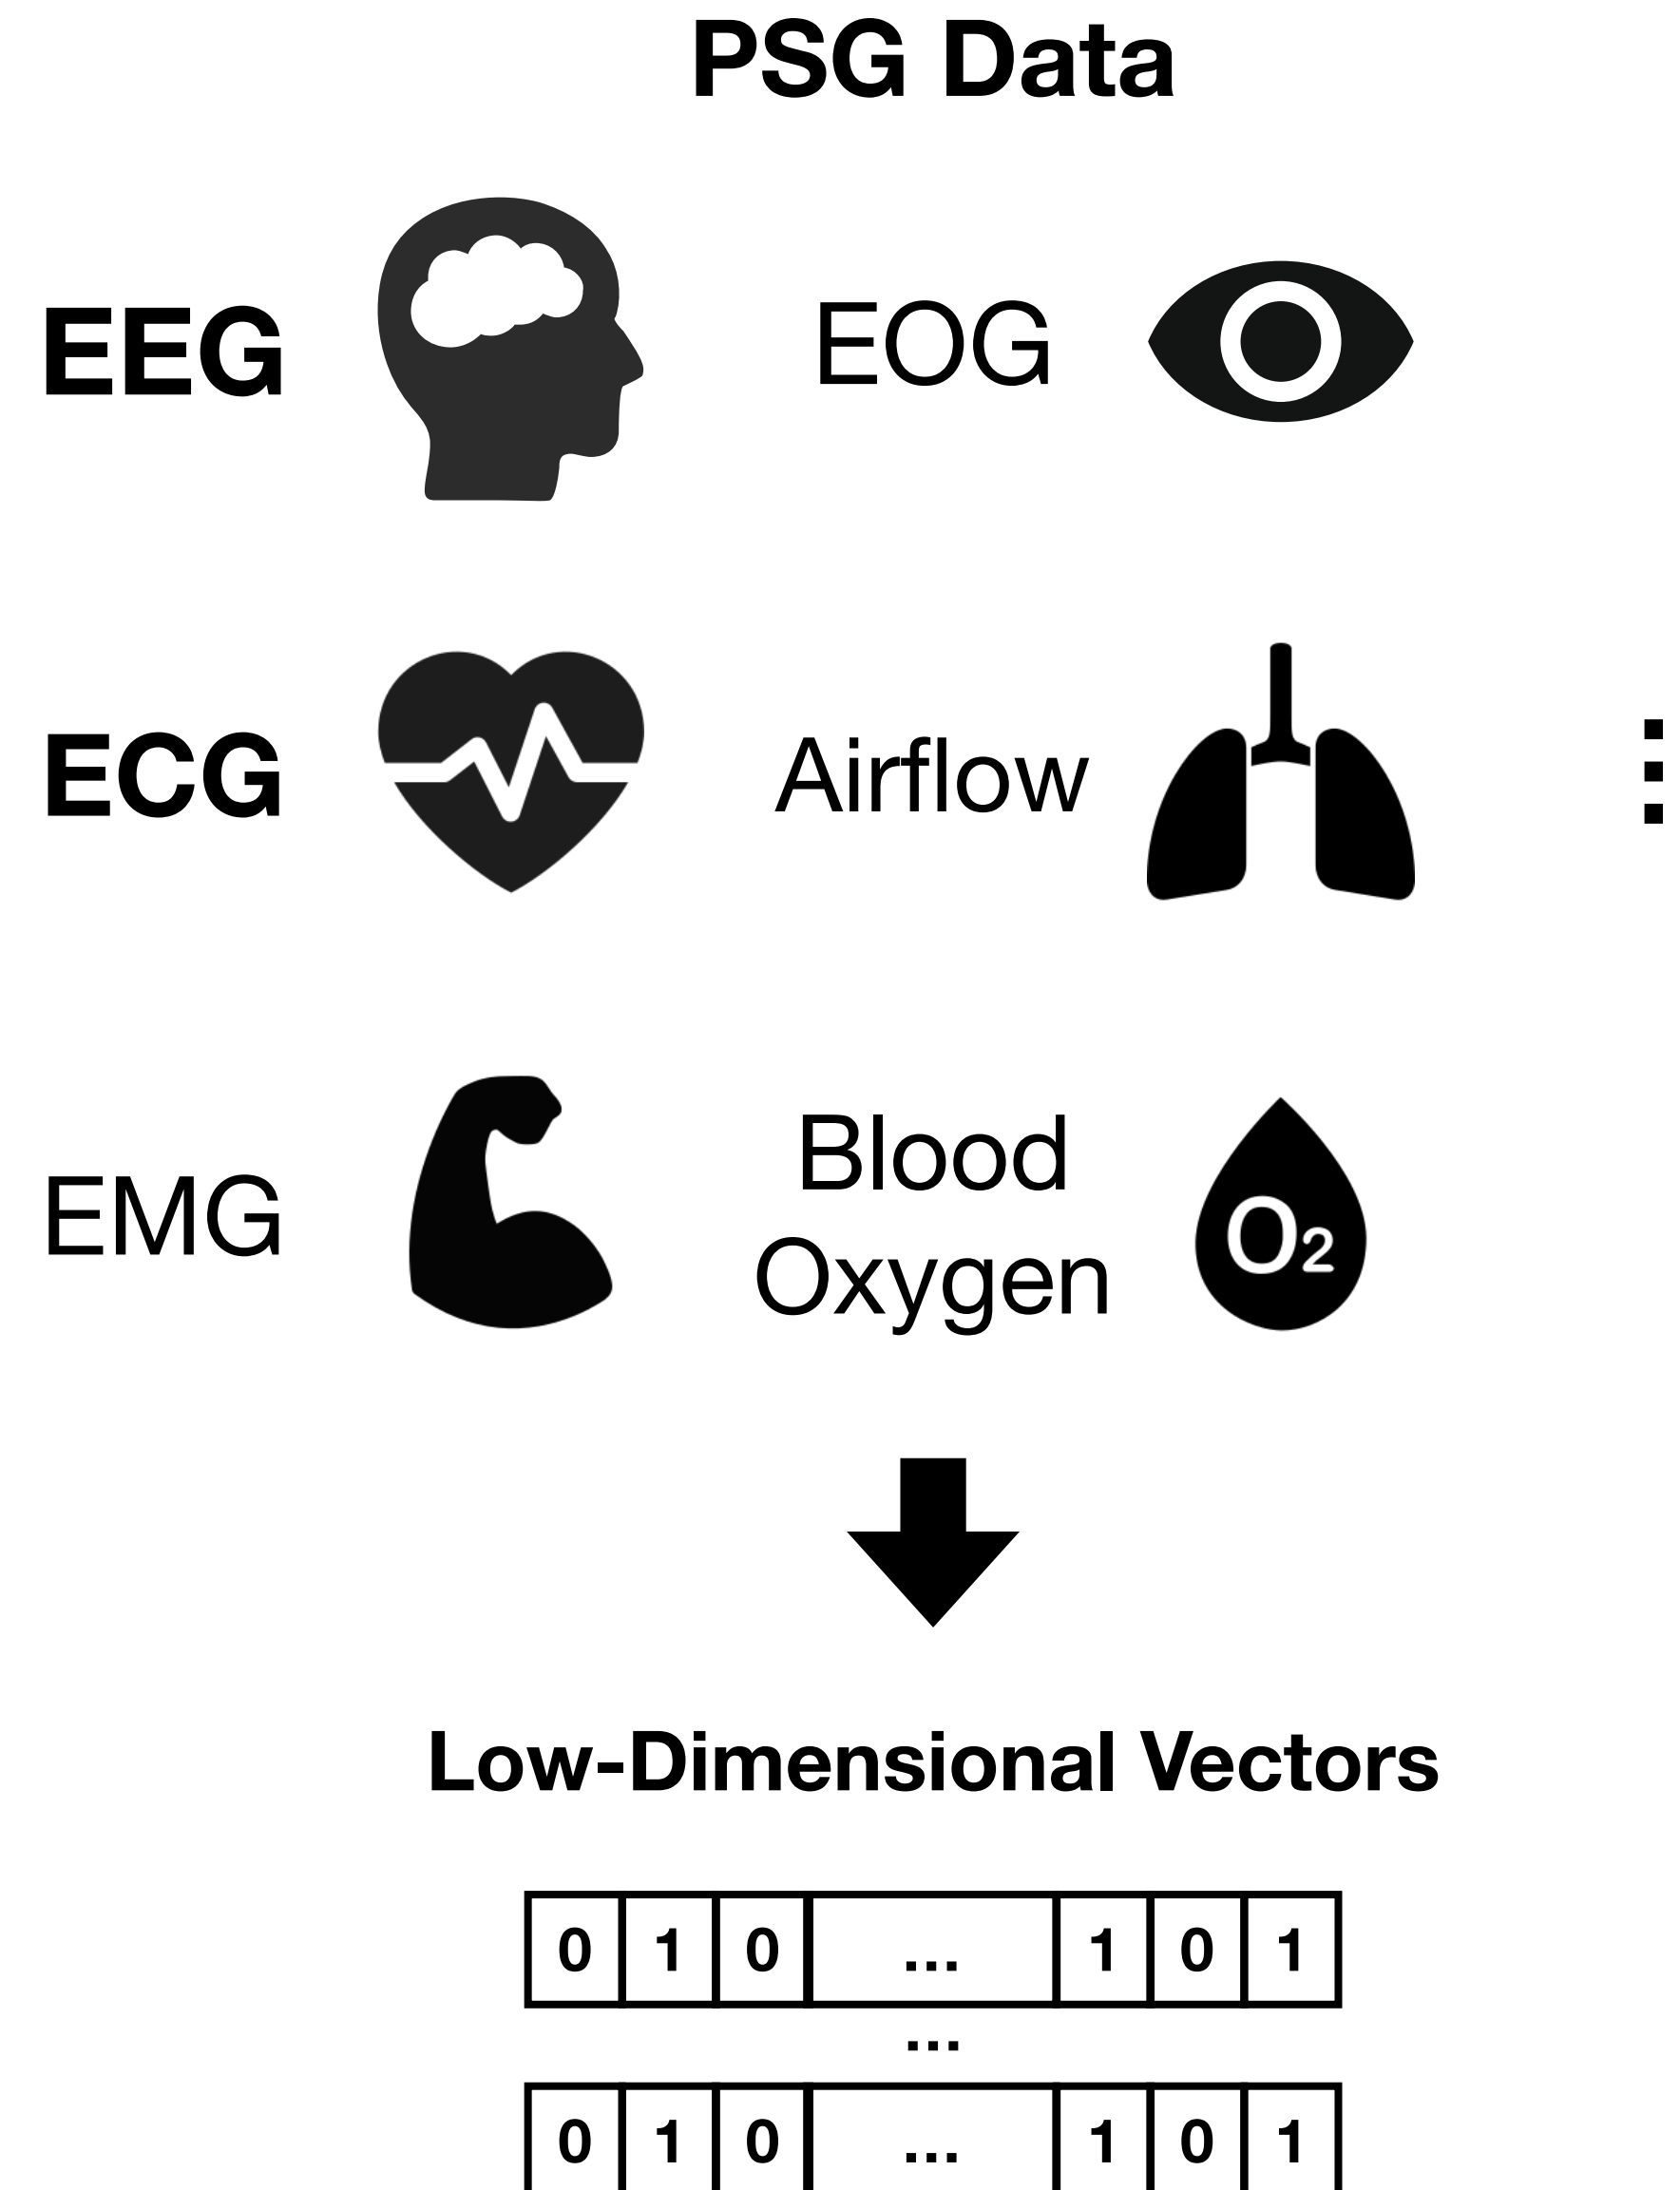 PSG Data
EEG
EOG
ECG
Airflow
EMG
Blood
Oxygen
O₂
Low-Dimensional Vectors
0 1 0 ... 1 0 1
...
0 1 0 ... 1 0 1